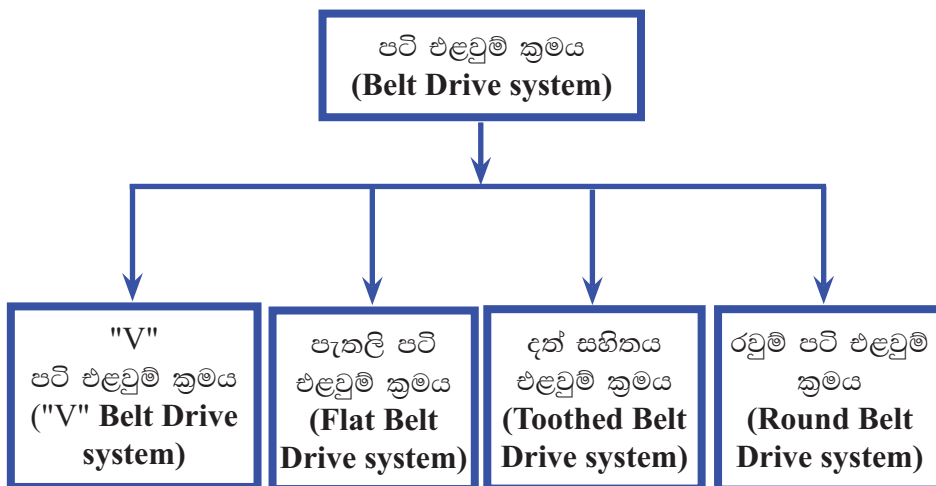 පටි එළවුම් ක්‍රමය
(Belt Drive system)
"V"
පටි එළවුම් ක්‍රමය
("V" Belt Drive
system)
පැතලි පටි
එළවුම් ක්‍රමය
(Flat Belt
Drive system)
දත් සහිතය
එළවුම් ක්‍රමය
(Toothed Belt
Drive system)
රවුම් පටි එළවුම්
ක්‍රමය
(Round Belt
Drive system)